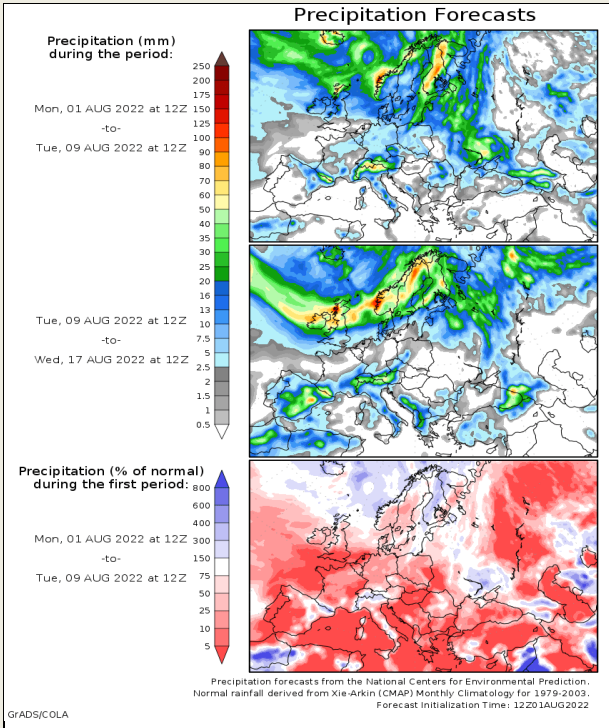 Precipitation Forecasts
Precipitation (mm)
during the period:
Mon, 01 AUG 2022 at 12Z
-to-
Tue, 09 AUG 2022 at 12Z
250
200
175
150
125
100
90
80
70
60
50
40
35
30
25
20
16
13
10
7.5
5
2.5
2
1.5
1
0.5
Tue, 09 AUG 2022 at 12Z
-to-
Wed, 17 AUG 2022 at 12Z
Precipitation (% of normal)
during the first period:
Mon, 01 AUG 2022 at 12Z
-to-
Tue, 09 AUG 2022 at 12Z
800
600
400
300
150
75
50
25
10
5
Precipitation forecasts from the National Centers for Environmental Prediction.
Normal rainfall derived from Xie-Arkin (CMAP) Monthly Climatology for 1979-2003.
Forecast Initialization Time: 12Z01AUG2022
GrADS/COLA